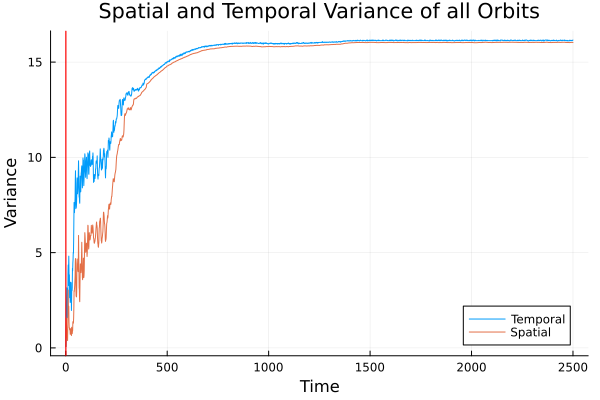 Spatial and Temporal Variance of all Orbits
Variance
15
10
5
0
Temporal
Spatial
0 500 1000 1500 2000 2500
Time